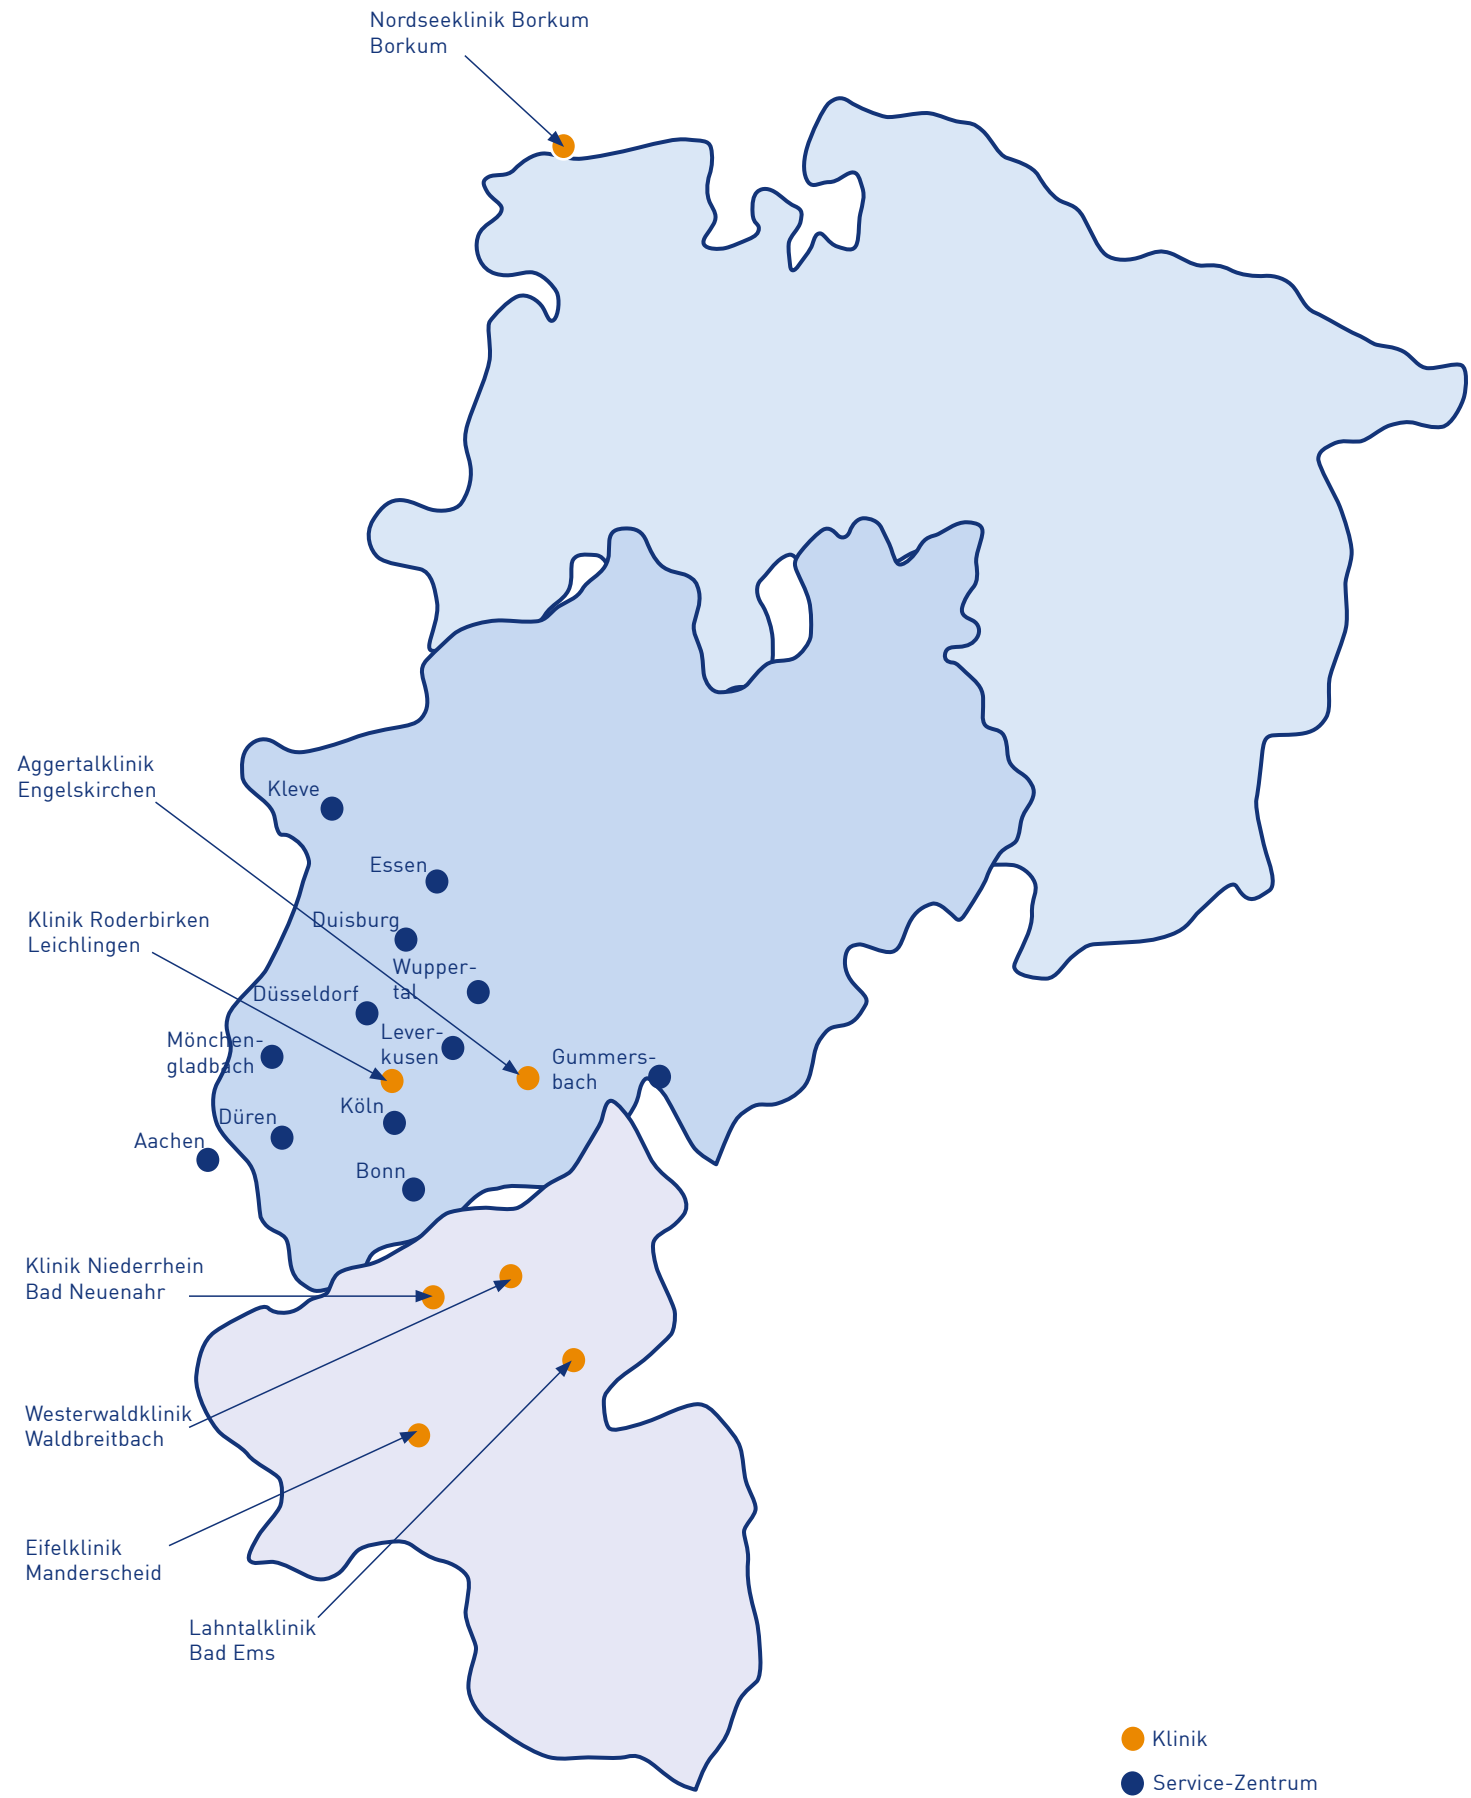 Nordseeklinik Borkum
Borkum
Aggertalklinik
Engelskirchen
Kleve
Essen
Klinik Roderbirken
Leichlingen
Duisburg
Wupper-
tal
Düsseldorf
Mönchen-
gladbach
Lever-
kusen
Gummers-
bach
Köln
Düren
Aachen
Bonn
Klinik Niederrhein
Bad Neuenahr
Westerwaldklinik
Waldbreitbach
Eifelklinik
Manderscheid
Lahntalklinik
Bad Ems
Klinik
Service-Zentrum